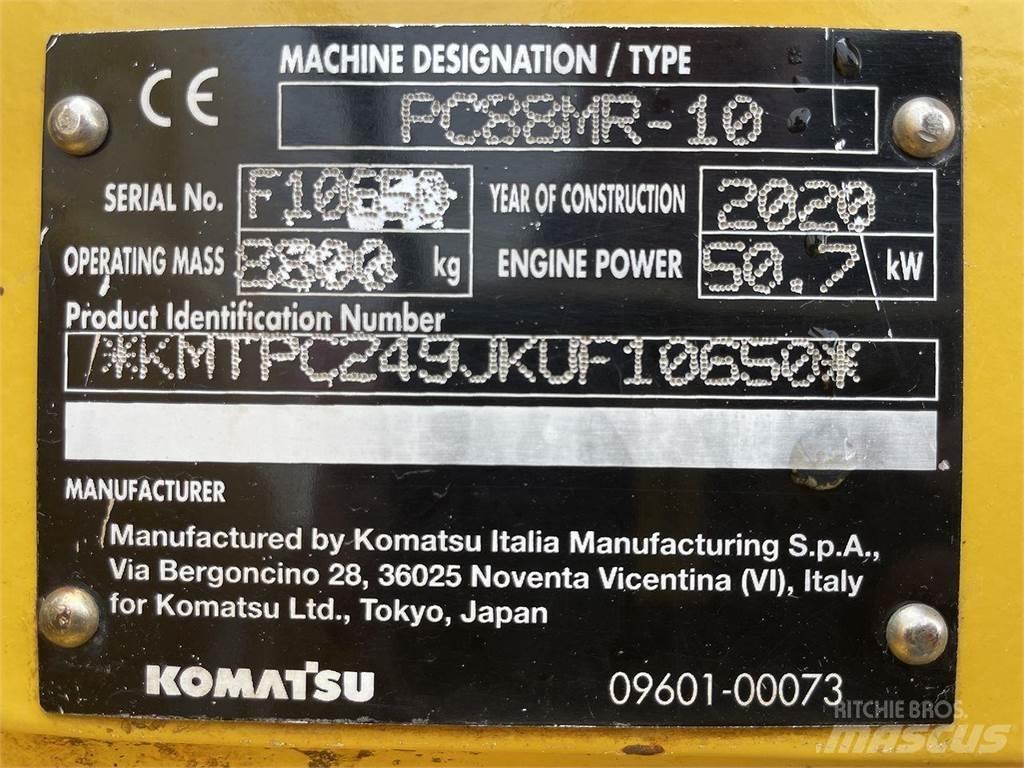 CE
MACHINE DESIGNATION / TYPE
PC88MR-10
SERIAL No. F10650 YEAR OF CONSTRUCTION 2020
OPERATING MASS kg ENGINE POWER 50.7 kW
Product Identification Number
*KMTPC249JKUF10650*
MANUFACTURER
Manufactured by Komatsu Italia Manufacturing S.p.A.,
Via Bergoncino 28, 36025 Noventa Vicentina (VI), Italy
for Komatsu Ltd., Tokyo, Japan
KOMATSU 09601-00073
RITCHIE BROS.
MASCUS